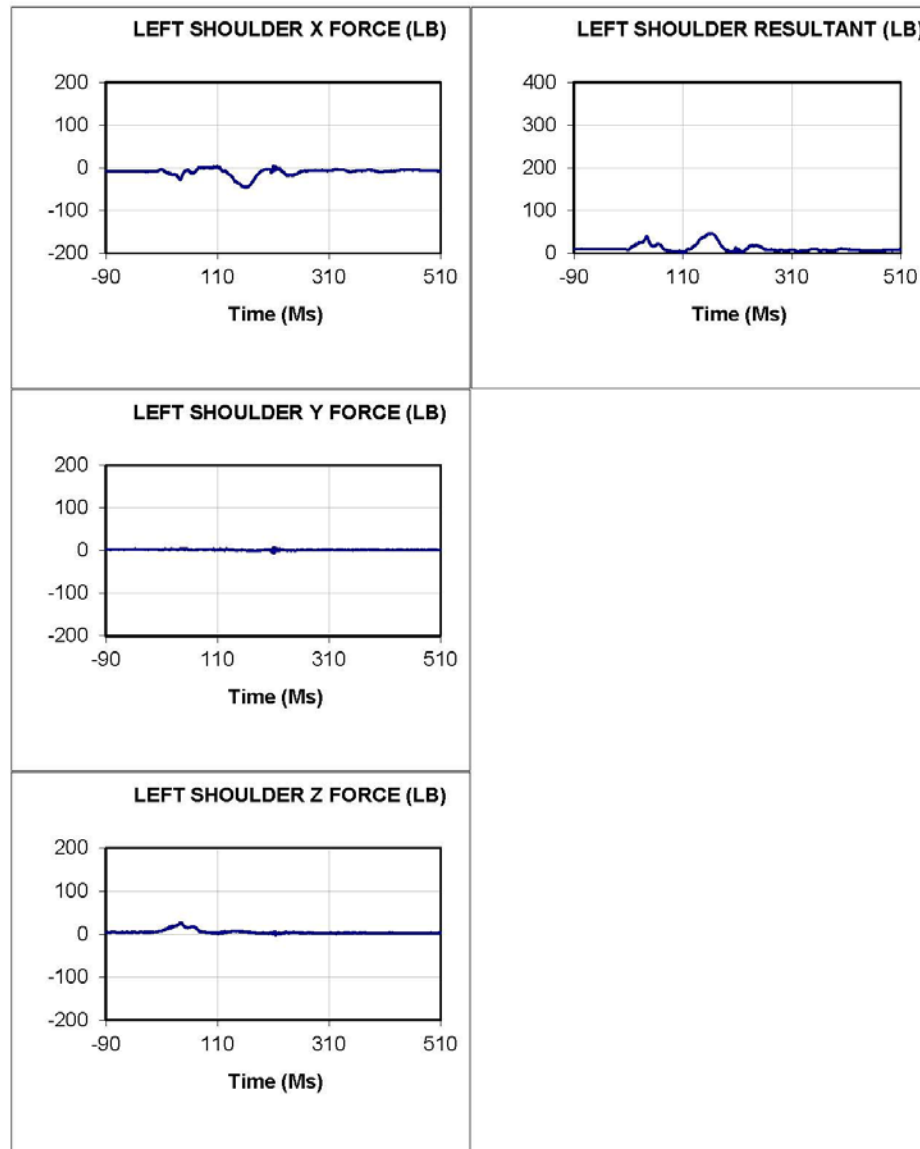 LEFT SHOULDER X FORCE (LB)
200
100
0
-100
-200
-90 110 310 510
Time (Ms)
LEFT SHOULDER RESULTANT (LB)
400
300
200
100
0
-90 110 310 510
Time (Ms)
LEFT SHOULDER Y FORCE (LB)
200
100
0
-100
-200
-90 110 310 510
Time (Ms)
LEFT SHOULDER Z FORCE (LB)
200
100
0
-100
-200
-90 110 310 510
Time (Ms)